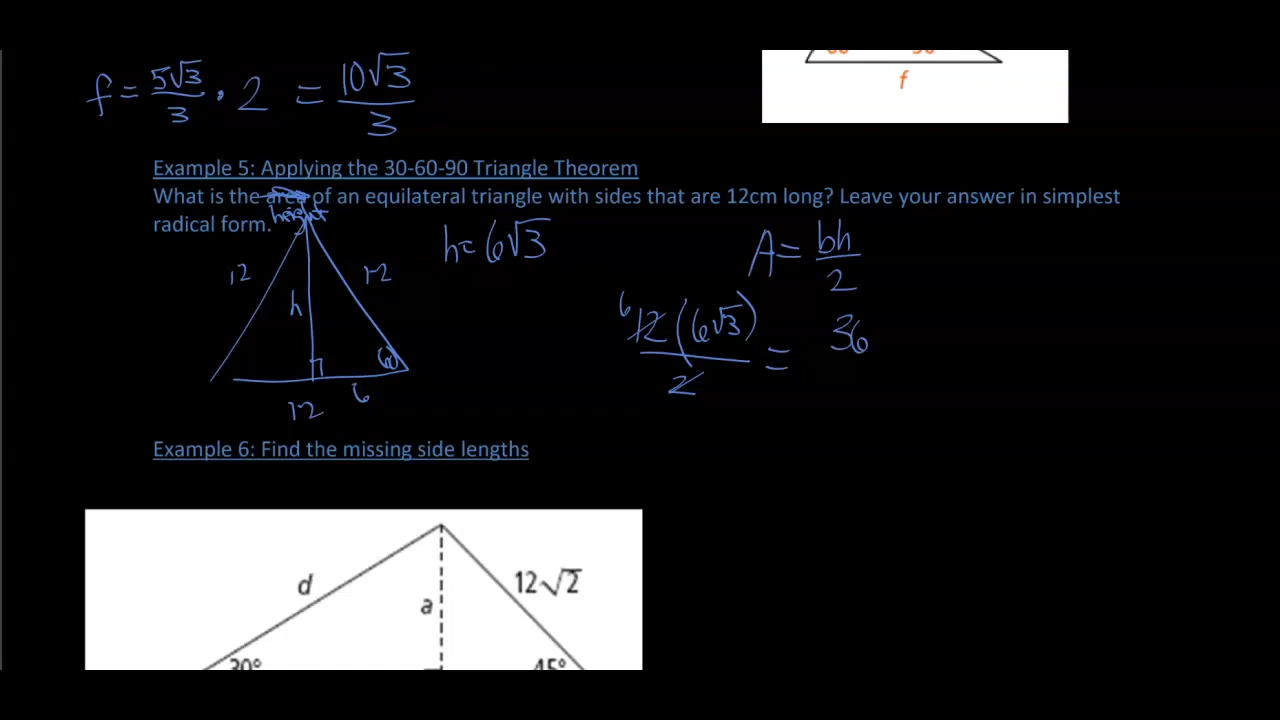 f = 5√3/3 · 2 = 10√3/3
f
Example 5: Applying the 30-60-90 Triangle Theorem
What is the area of an equilateral triangle with sides that are 12cm long? Leave your answer in simplest
height
radical form.
h = 6√3
A = bh/2
12
12
h
60
6
12
6 12(6√3)/2 = 36
Example 6: Find the missing side lengths
d
a
12√2
30°
45°